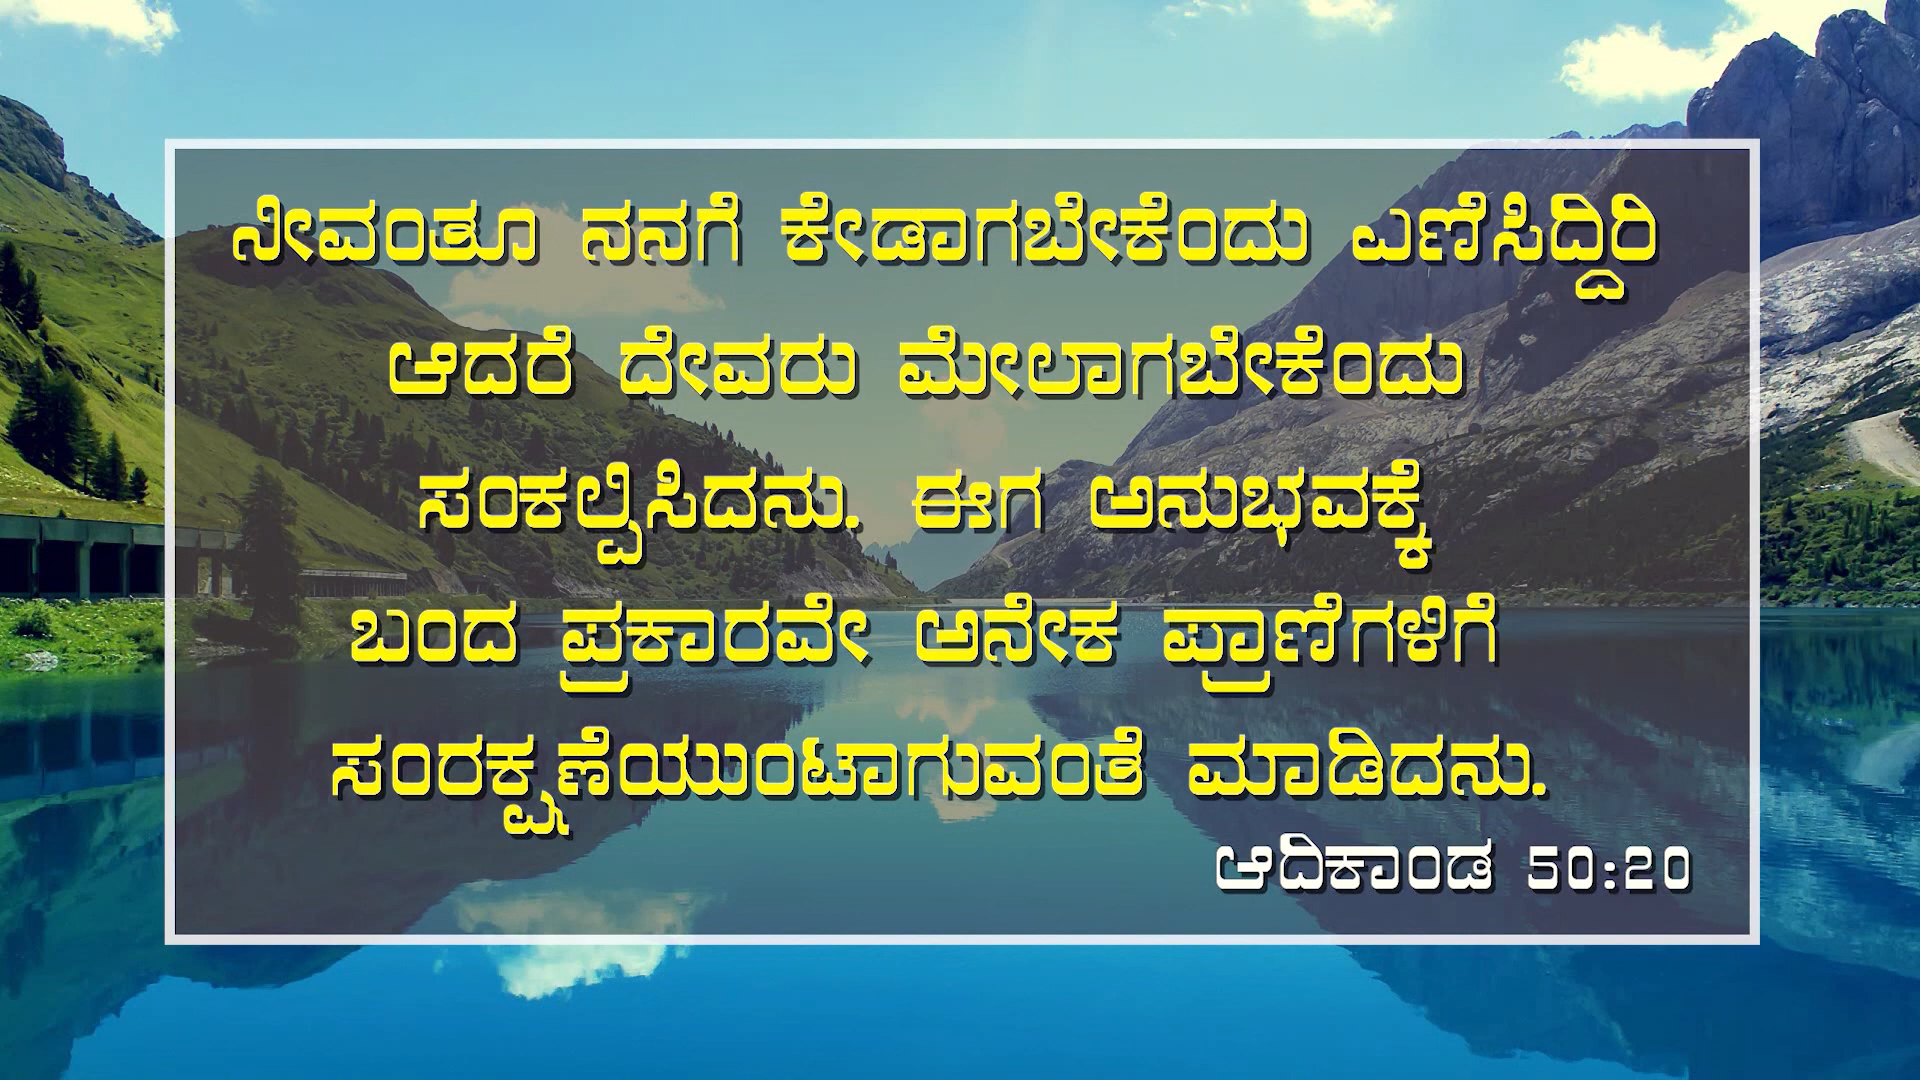 ನೀವಂತೂ ನನಗೆ ಕೇಡಾಗಬೇಕೆಂದು ಎಣಿಸಿದ್ದಿರಿ
ಆದರೆ ದೇವರು ಮೇಲಾಗಬೇಕೆಂದು
ಸಂಕಲ್ಪಿಸಿದನು. ಈಗ ಅನುಭವಕ್ಕೆ
ಬಂದ ಪ್ರಕಾರವೇ ಅನೇಕ ಪ್ರಾಣಿಗಳಿಗೆ
ಸಂರಕ್ಷಣೆಯುಂಟಾಗುವಂತೆ ಮಾಡಿದನು.
ಆದಿಕಾಂಡ 50:20